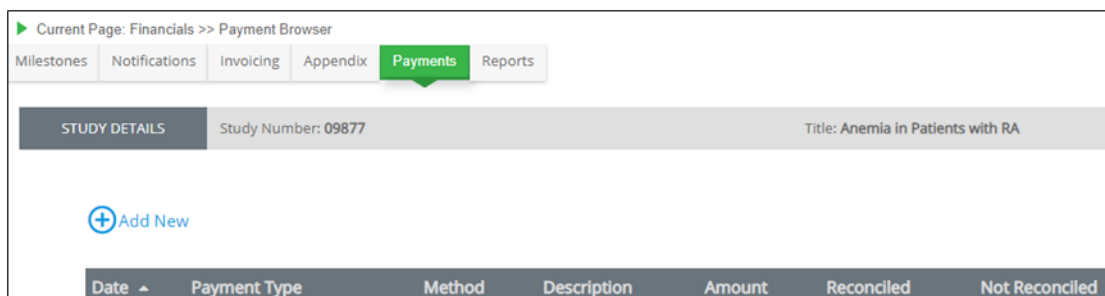 Current Page: Financials >> Payment Browser
Milestones Notifications Invoicing Appendix Payments Reports
STUDY DETAILS Study Number: 09877 Title: Anemia in Patients with RA
Add New
Date Payment Type Method Description Amount Reconciled Not Reconciled